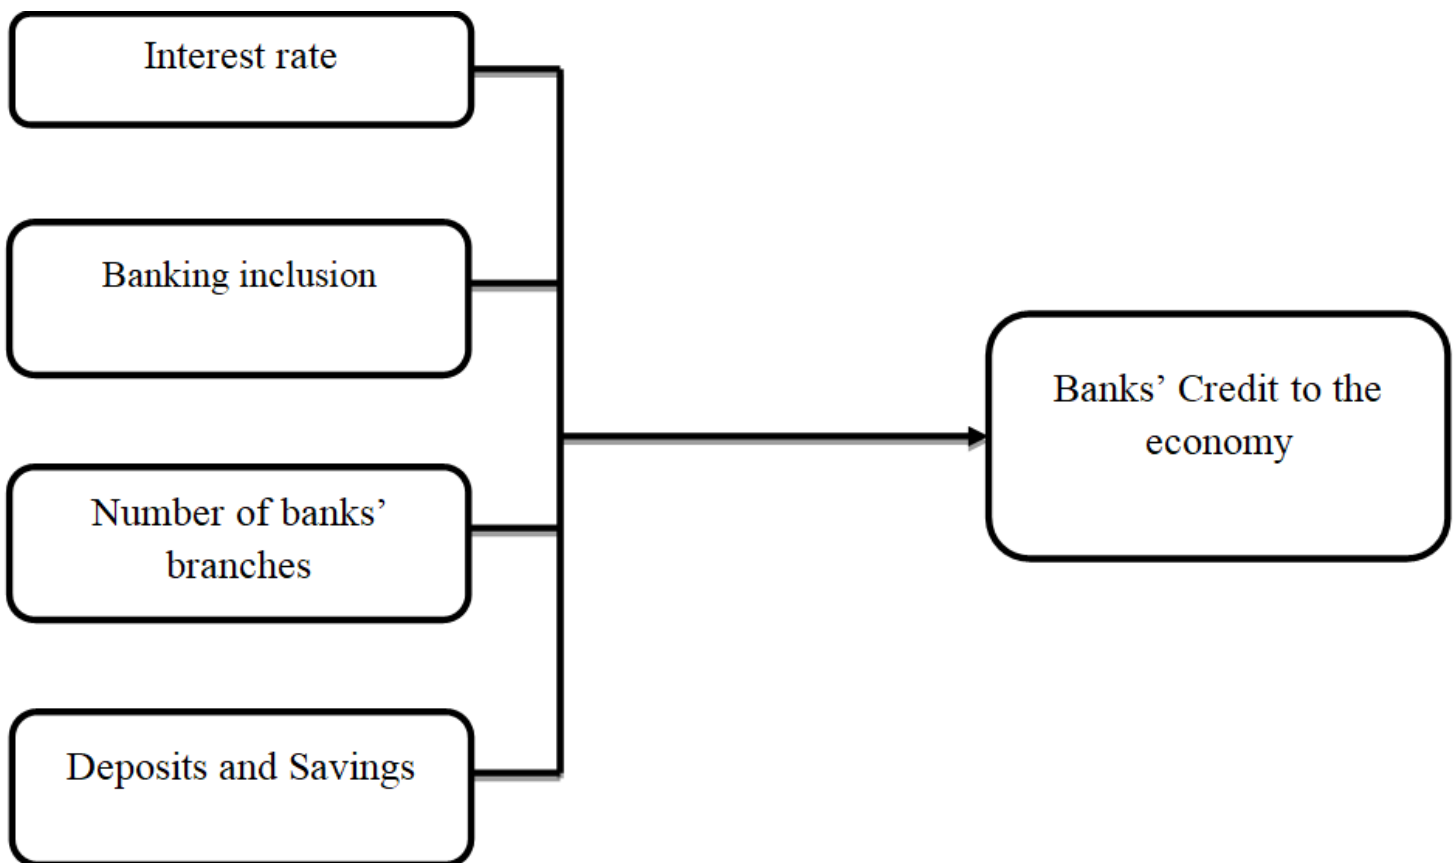 Interest rate
Banking inclusion
Number of banks’
branches
Deposits and Savings
Banks’ Credit to the
economy